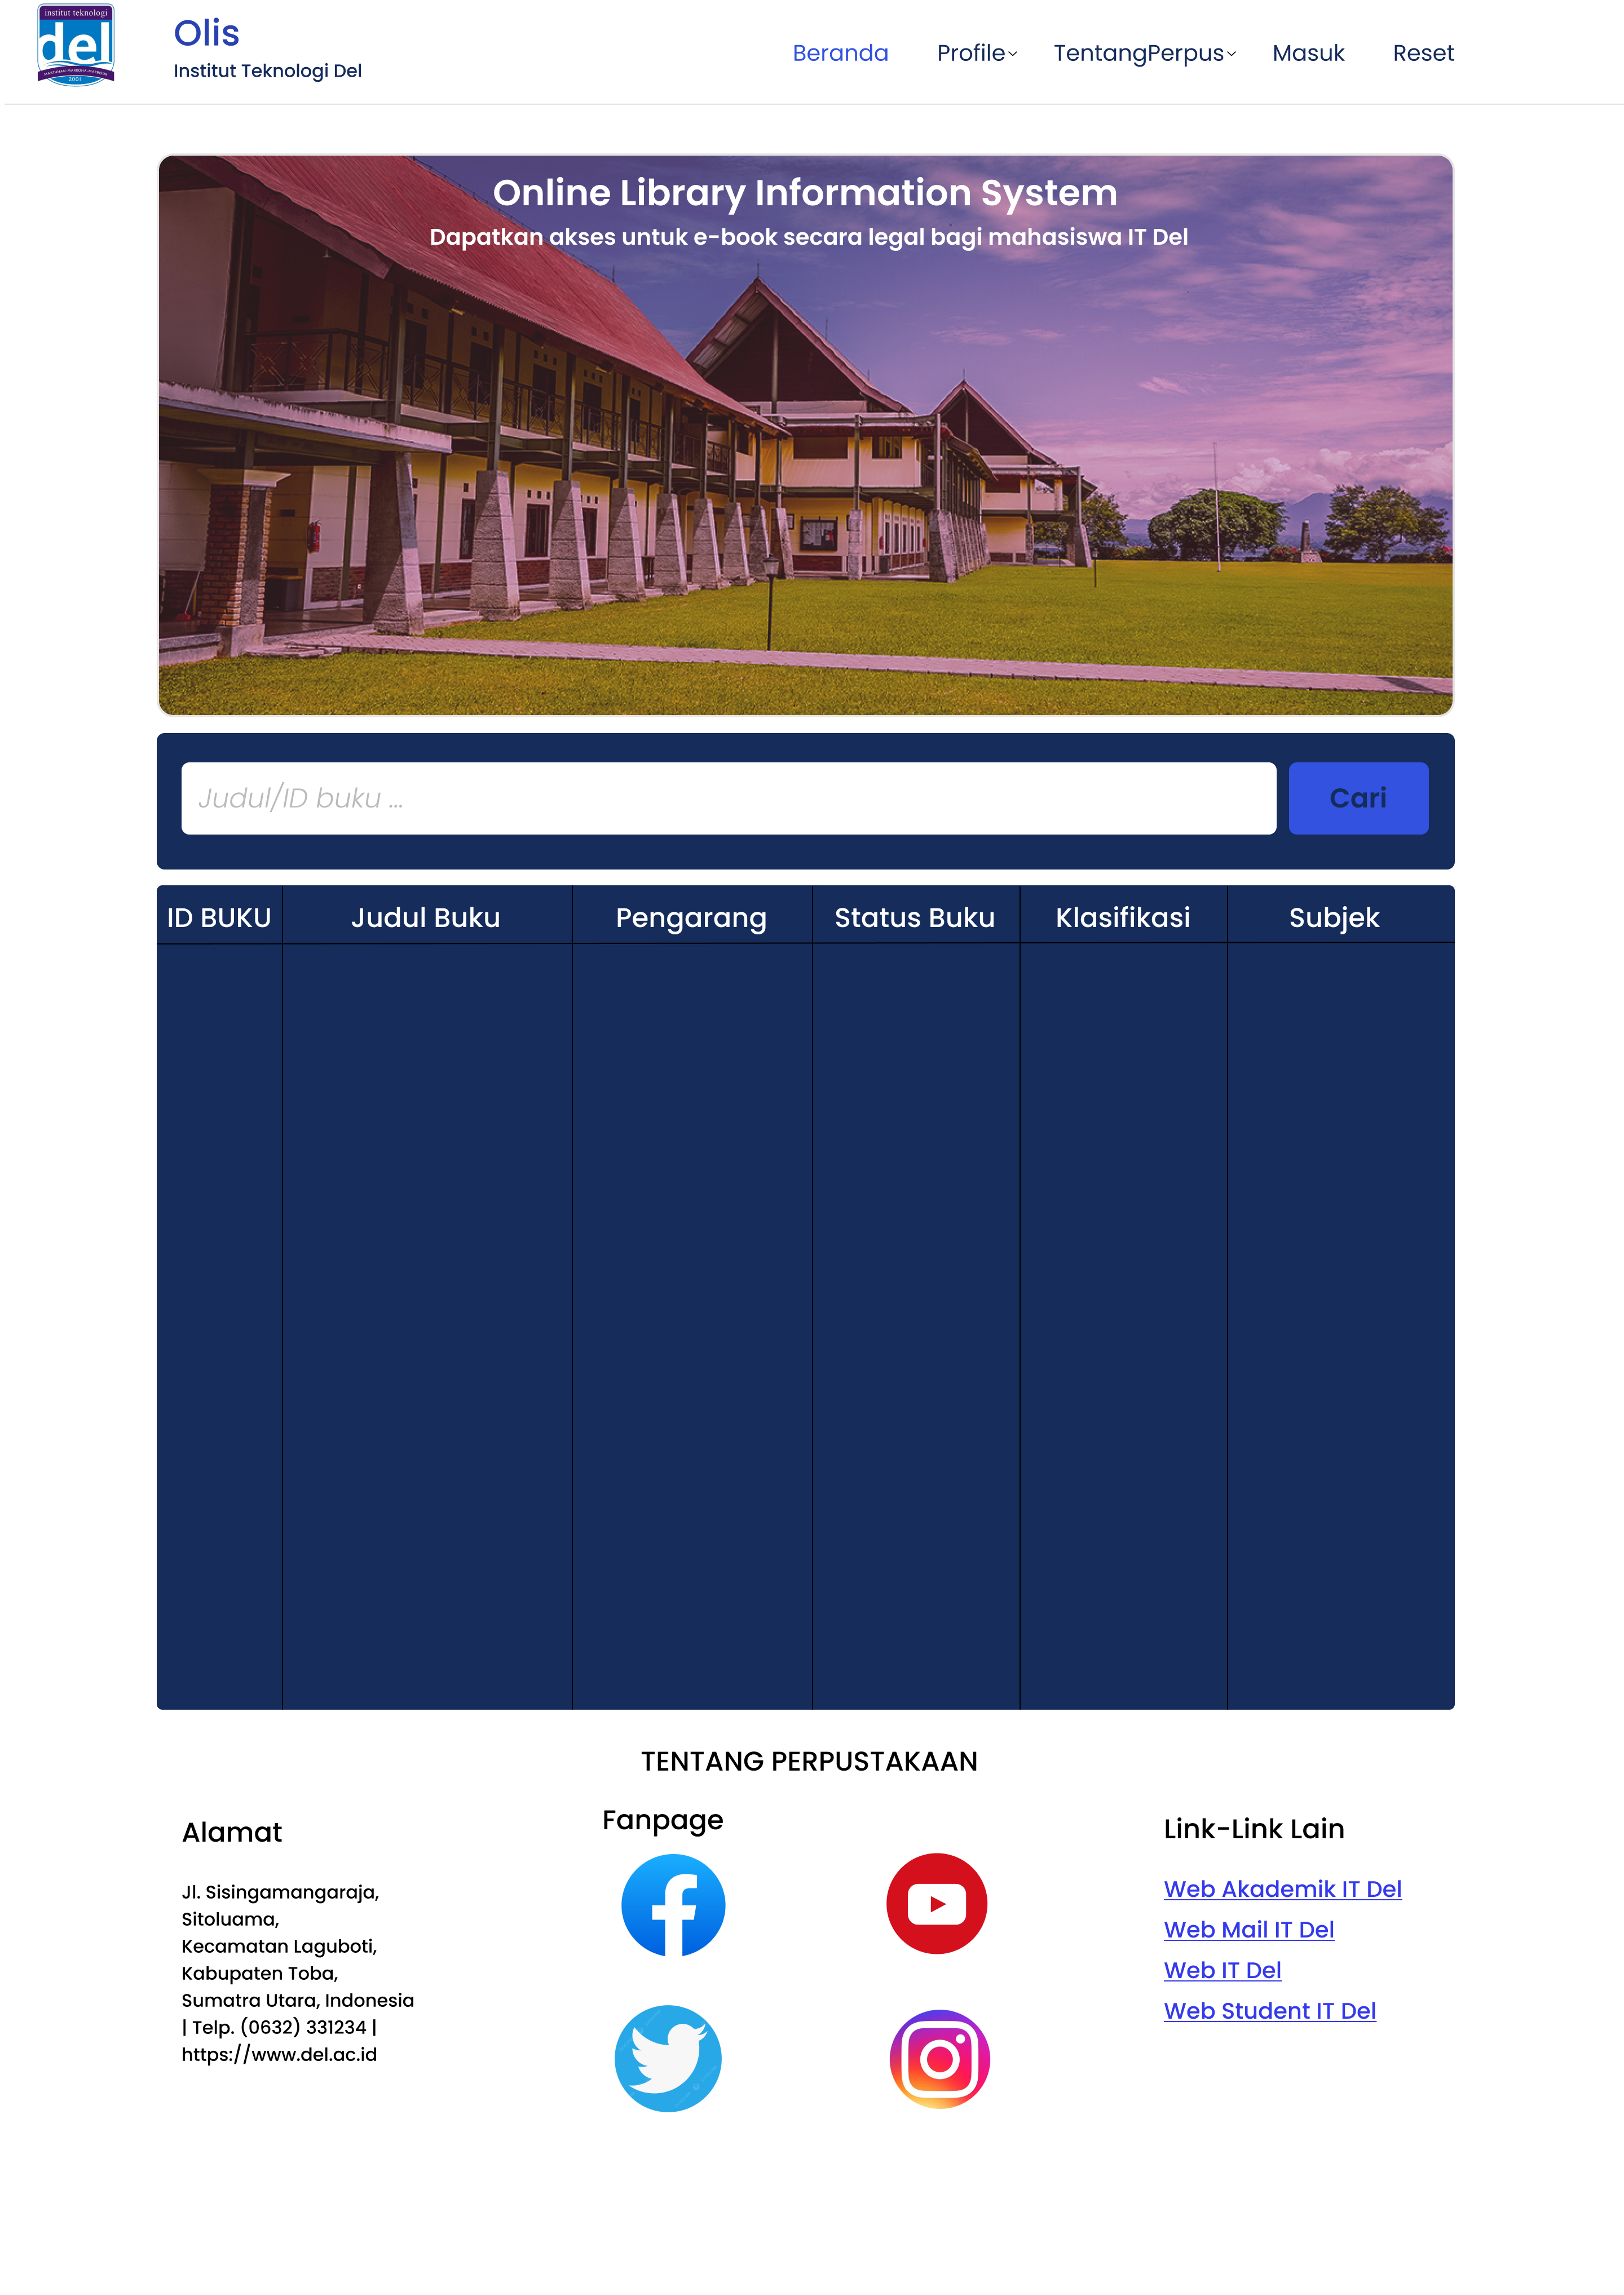 institut teknologi
del
MARTUHAN-MARROHA-MARBISUK
2001
Olis
Institut Teknologi Del
Beranda
Profile
TentangPerpus
Masuk
Reset
Online Library Information System
Dapatkan akses untuk e-book secara legal bagi mahasiswa IT Del
Judul/ID buku ...
Cari
ID BUKU
Judul Buku
Pengarang
Status Buku
Klasifikasi
Subjek
TENTANG PERPUSTAKAAN
Alamat
Jl. Sisingamangaraja,
Sitoluama,
Kecamatan Laguboti,
Kabupaten Toba,
Sumatra Utara, Indonesia
| Telp. (0632) 331234 |
https://www.del.ac.id
Fanpage
Link-Link Lain
Web Akademik IT Del
Web Mail IT Del
Web IT Del
Web Student IT Del